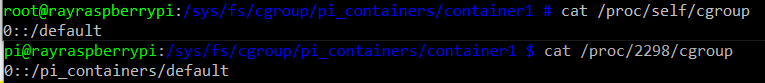 root@rayraspberrypi:/sys/fs/cgroup/pi_containers/container1 # cat /proc/self/cgroup
0::/default
pi@rayraspberrypi:/sys/fs/cgroup/pi_containers/container1 $ cat /proc/2298/cgroup
0::/pi_containers/default